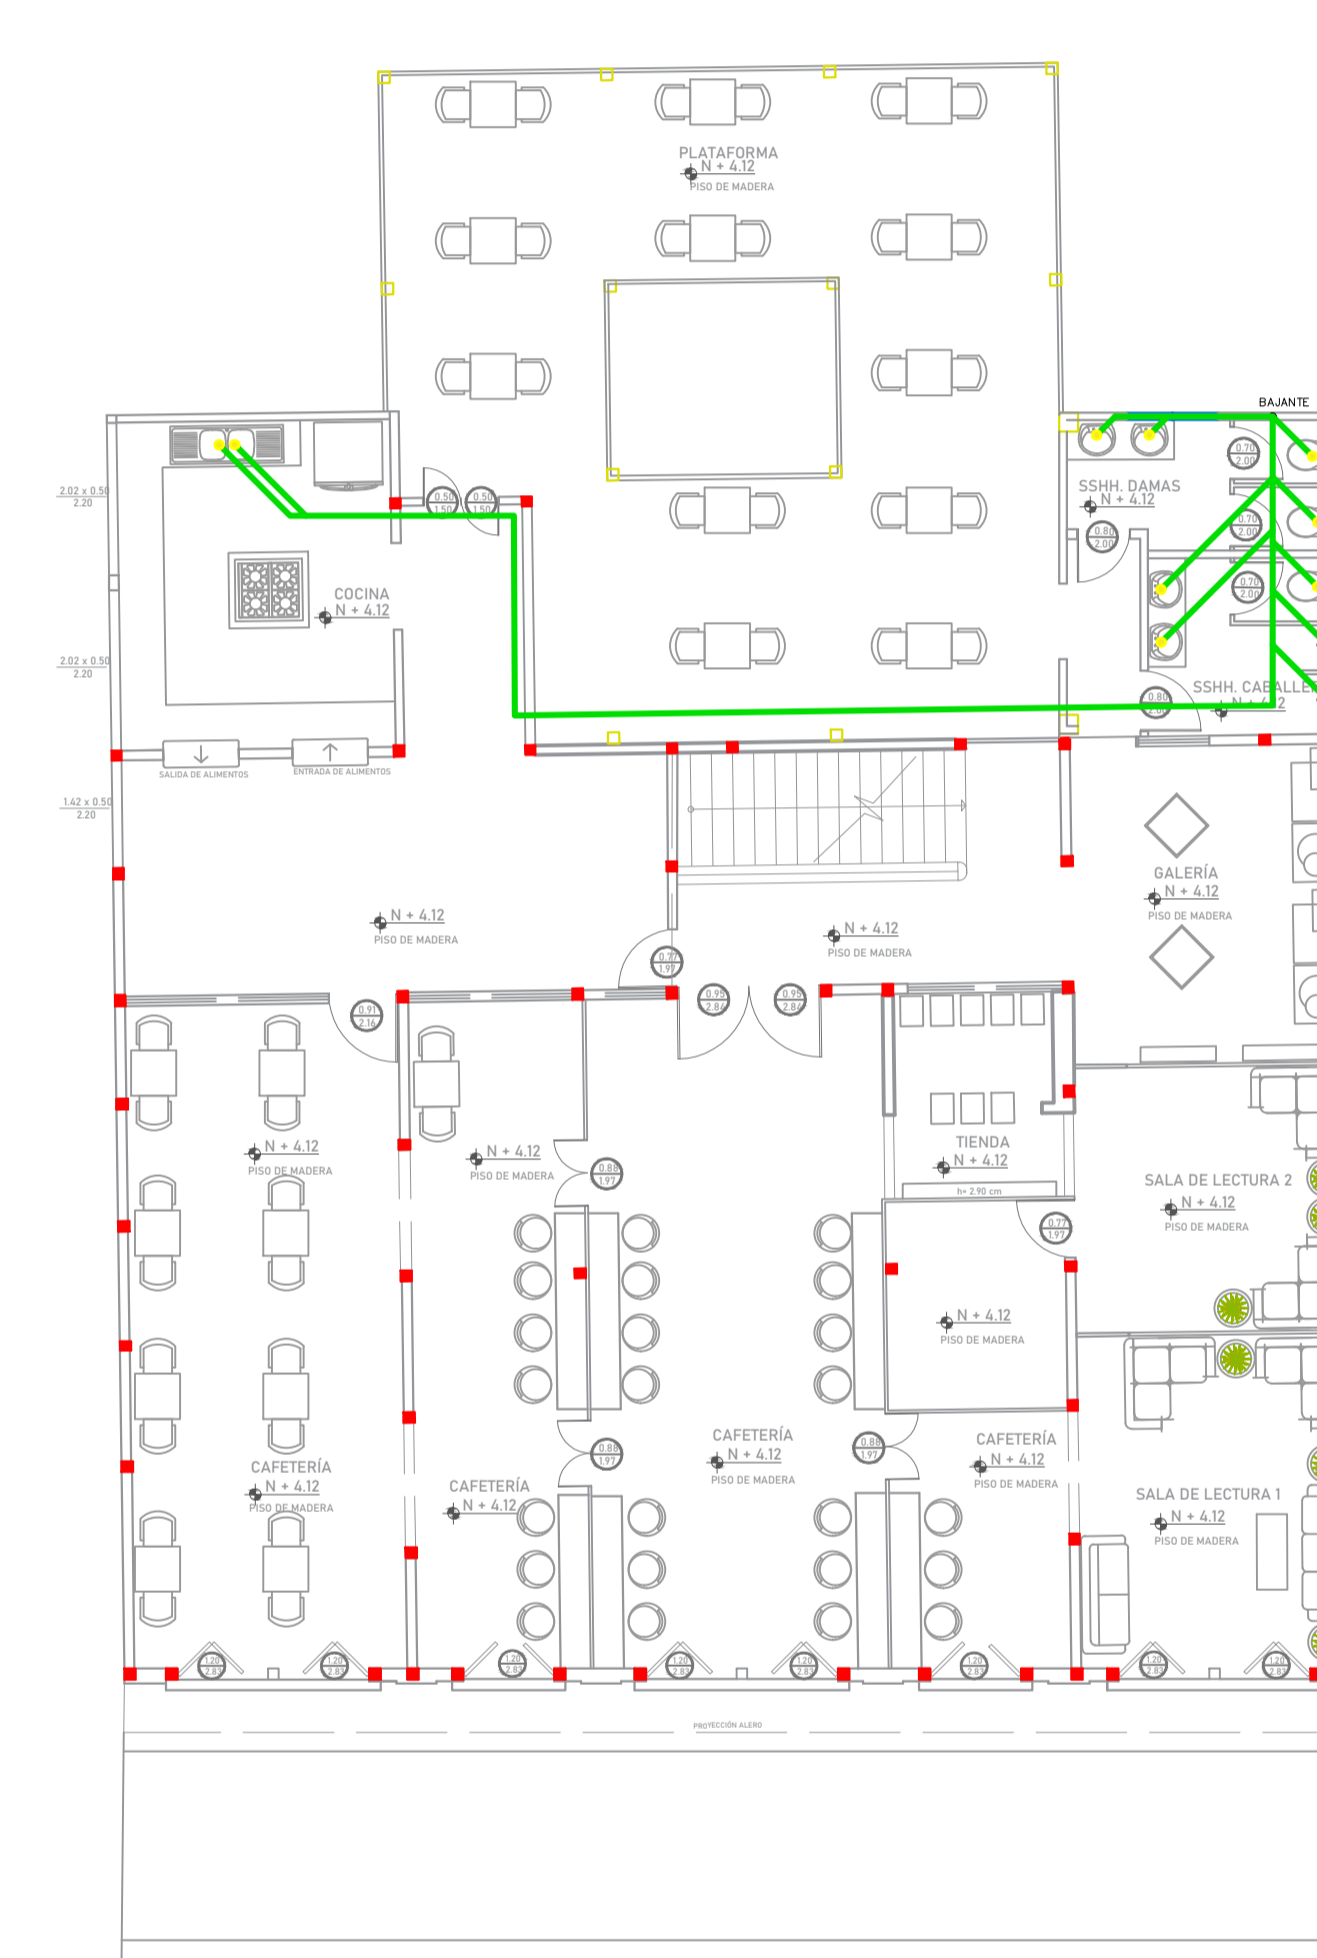 PLATAFORMA
N + 4.12
PISO DE MADERA
BAJANTE
0.70
2.00
SSHH. DAMAS
N + 4.12
2.02 x 0.50
2.20
0.50
1.50
0.50
1.50
0.70
2.00
0.80
2.00
0.70
2.00
COCINA
N + 4.12
2.02 x 0.50
2.20
SSHH. CABALLE
0.80
SALIDA DE ALIMENTOS
ENTRADA DE ALIMENTOS
1.42 x 0.50
2.20
GALERÍA
N + 4.12
PISO DE MADERA
N + 4.12
PISO DE MADERA
N + 4.12
PISO DE MADERA
0.77
1.97
0.95
2.84
0.95
2.84
0.91
2.16
N + 4.12
PISO DE MADERA
N + 4.12
PISO DE MADERA
0.88
1.97
TIENDA
N + 4.12
h= 2.90 cm
SALA DE LECTURA 2
N + 4.12
PISO DE MADERA
0.77
1.97
N + 4.12
PISO DE MADERA
CAFETERÍA
N + 4.12
PISO DE MADERA
CAFETERÍA
N + 4.12
0.88
1.97
CAFETERÍA
N + 4.12
PISO DE MADERA
0.88
1.97
CAFETERÍA
N + 4.12
PISO DE MADERA
SALA DE LECTURA 1
N + 4.12
PISO DE MADERA
1.20
2.83
1.20
2.83
1.20
2.83
1.20
2.83
1.20
2.83
1.20
2.83
1.20
2.83
1.20
2.83
PROYECCIÓN ALERO